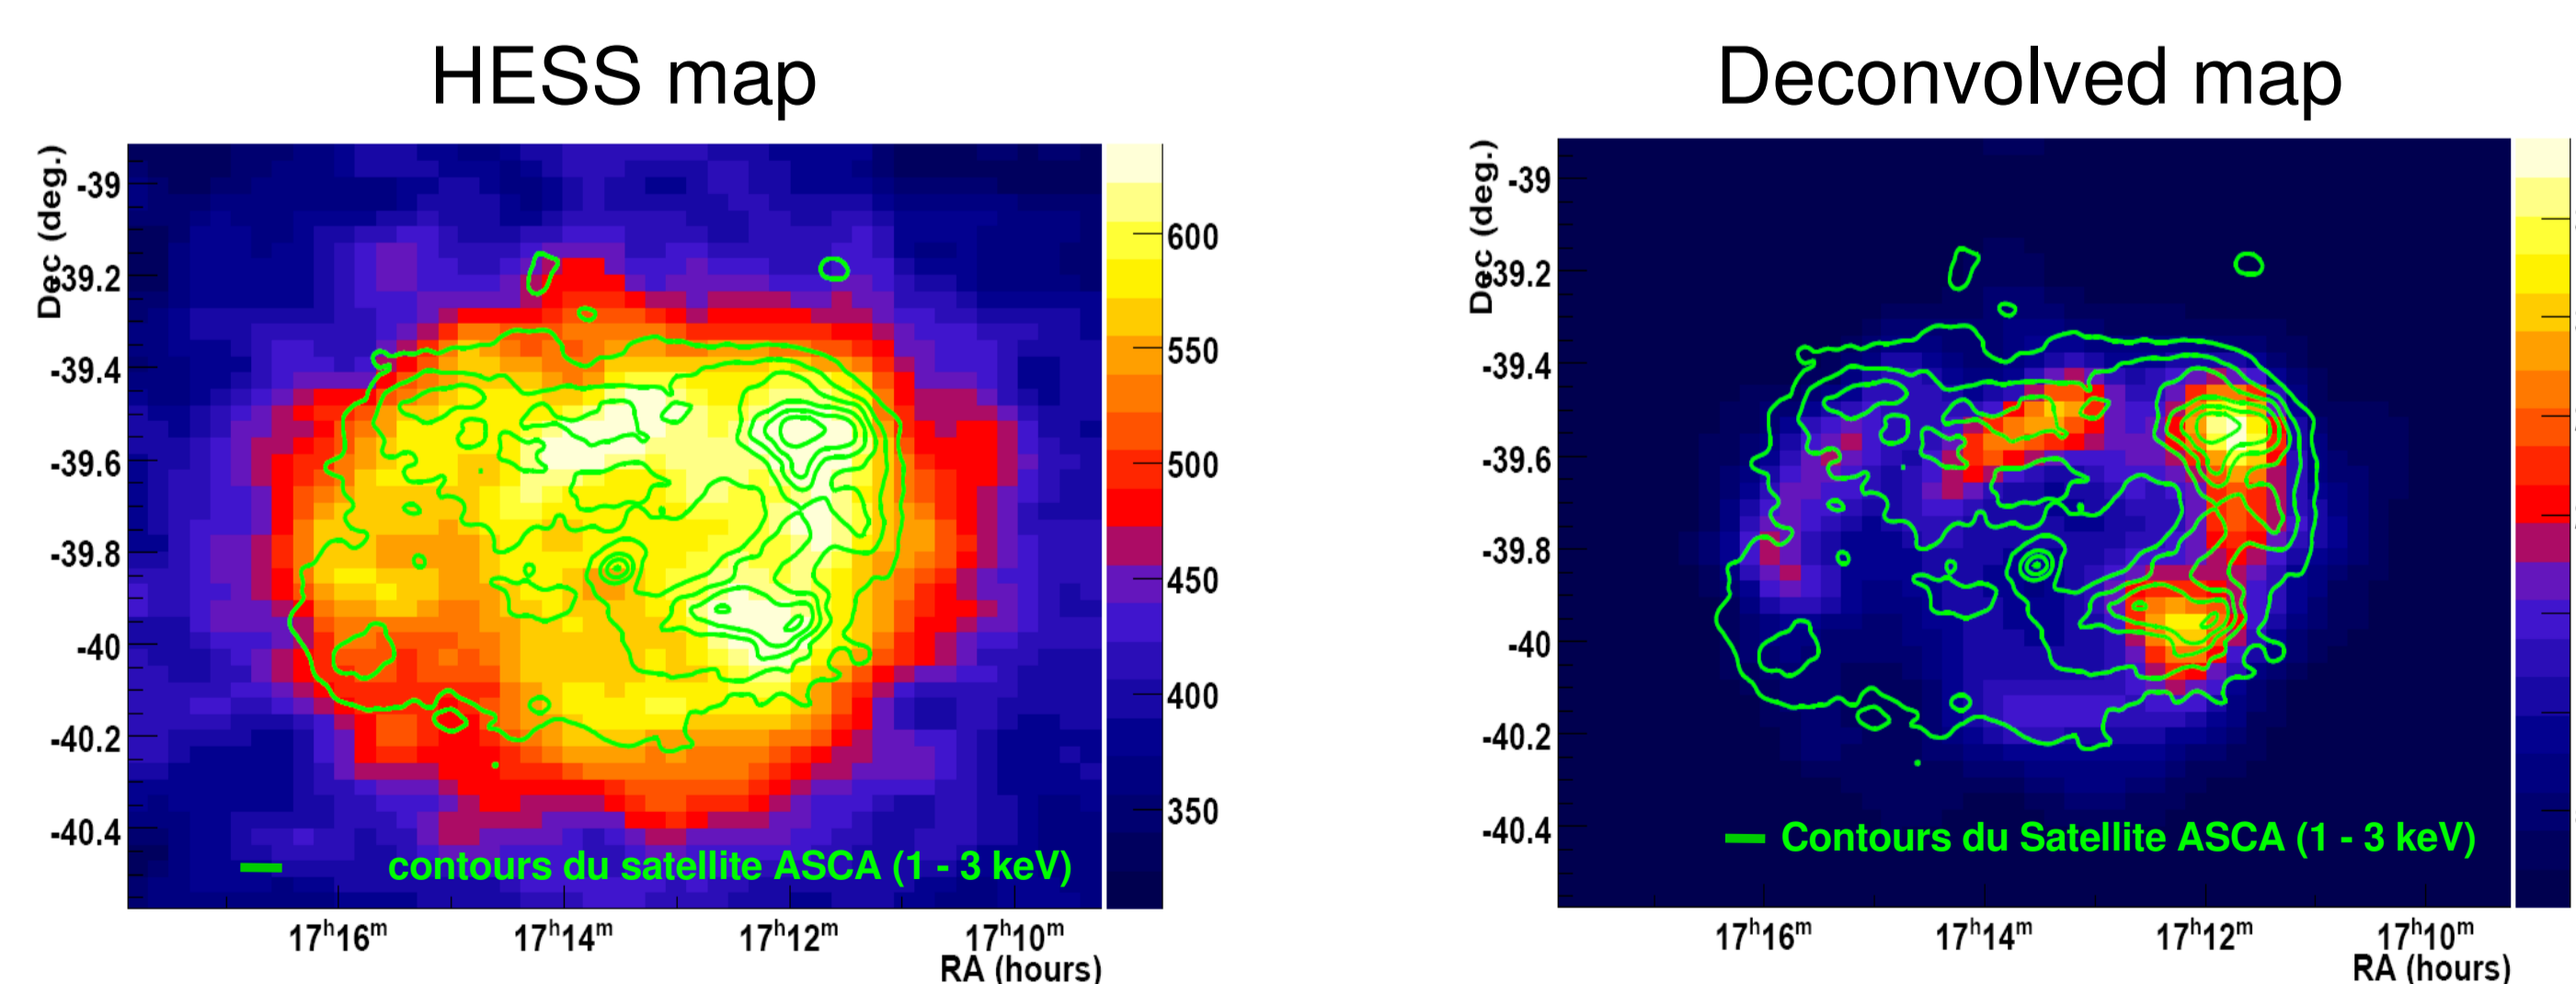 HESS map
Deconvolved map
Dec (deg.)
-39
-39.2
-39.4
-39.6
-39.8
-40
-40.2
-40.4
600
550
500
450
400
350
contours du satellite ASCA (1 - 3 keV)
17ʰ16ᵐ 17ʰ14ᵐ 17ʰ12ᵐ 17ʰ10ᵐ
RA (hours)
Dec (deg.)
-39
-39.2
-39.4
-39.6
-39.8
-40
-40.2
-40.4
Contours du Satellite ASCA (1 - 3 keV)
17ʰ16ᵐ 17ʰ14ᵐ 17ʰ12ᵐ 17ʰ10ᵐ
RA (hours)